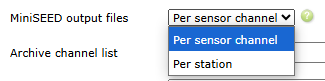 MiniSEED output files Per sensor channel
Per sensor channel
Archive channel list
Per station